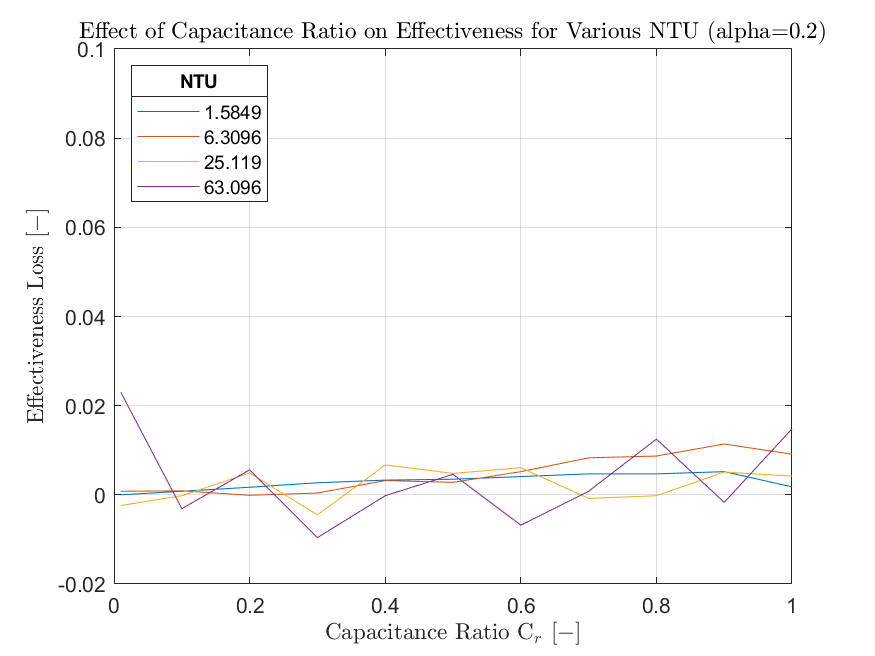 Effect of Capacitance Ratio on Effectiveness for Various NTU (alpha=0.2)
NTU
1.5849
6.3096
25.119
63.096
0.1
0.08
0.06
0.04
0.02
0
-0.02
Effectiveness Loss [−]
0 0.2 0.4 0.6 0.8 1
Capacitance Ratio Cᵣ [−]